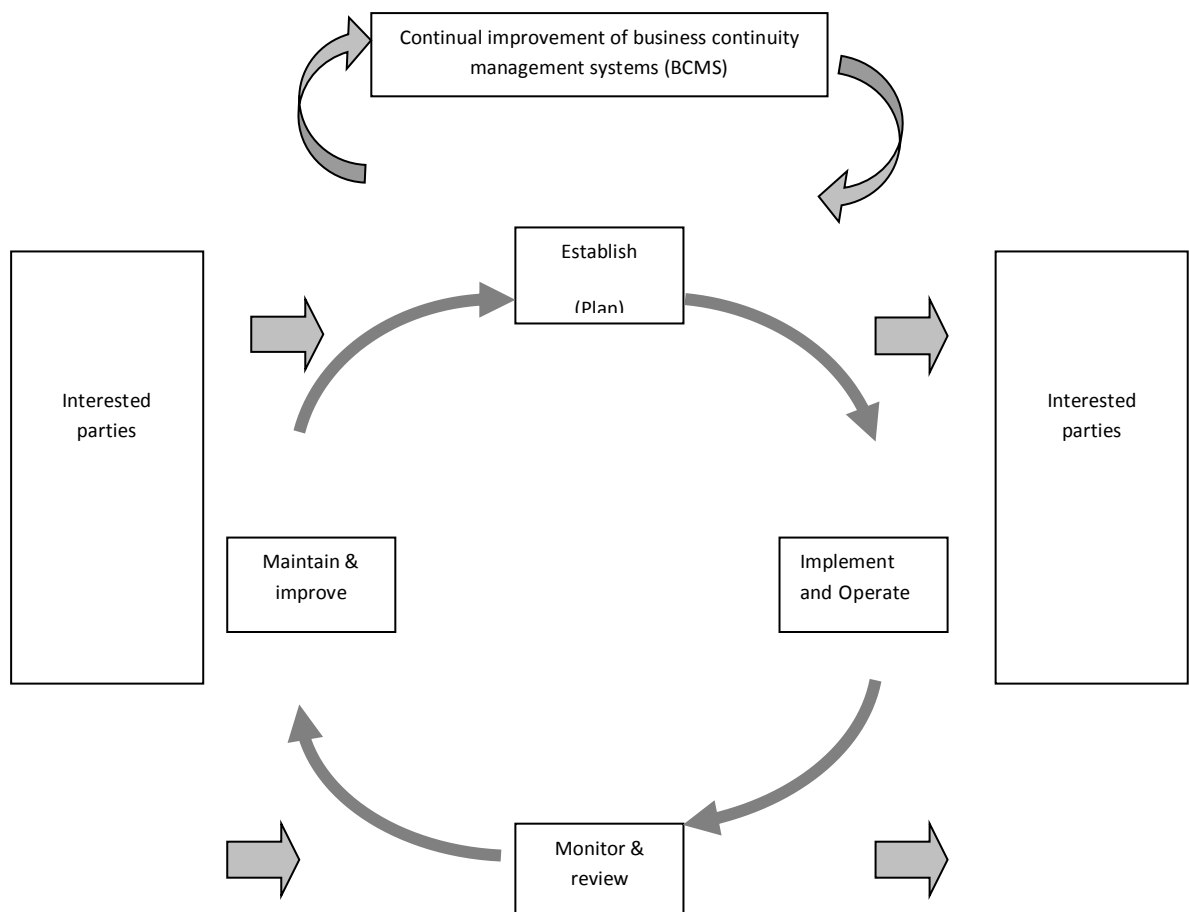 Continual improvement of business continuity
management systems (BCMS)
Establish
(Plan)
Interested
parties
Interested
parties
Maintain &
improve
Implement
and Operate
Monitor &
review